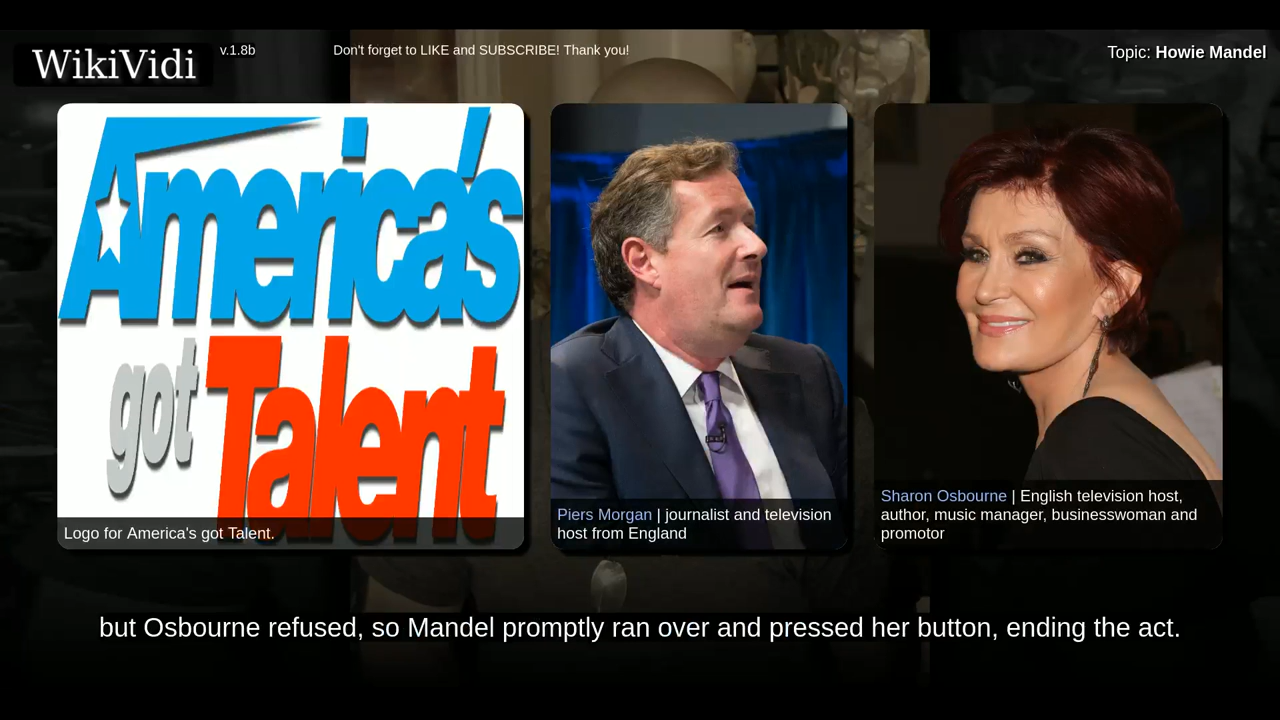 WikiVidi
v.1.8b
Don't forget to LIKE and SUBSCRIBE! Thank you!
Topic: Howie Mandel
America's
got Talent
Logo for America's got Talent.
Piers Morgan | journalist and television
host from England
Sharon Osbourne | English television host,
author, music manager, businesswoman and
promotor
but Osbourne refused, so Mandel promptly ran over and pressed her button, ending the act.